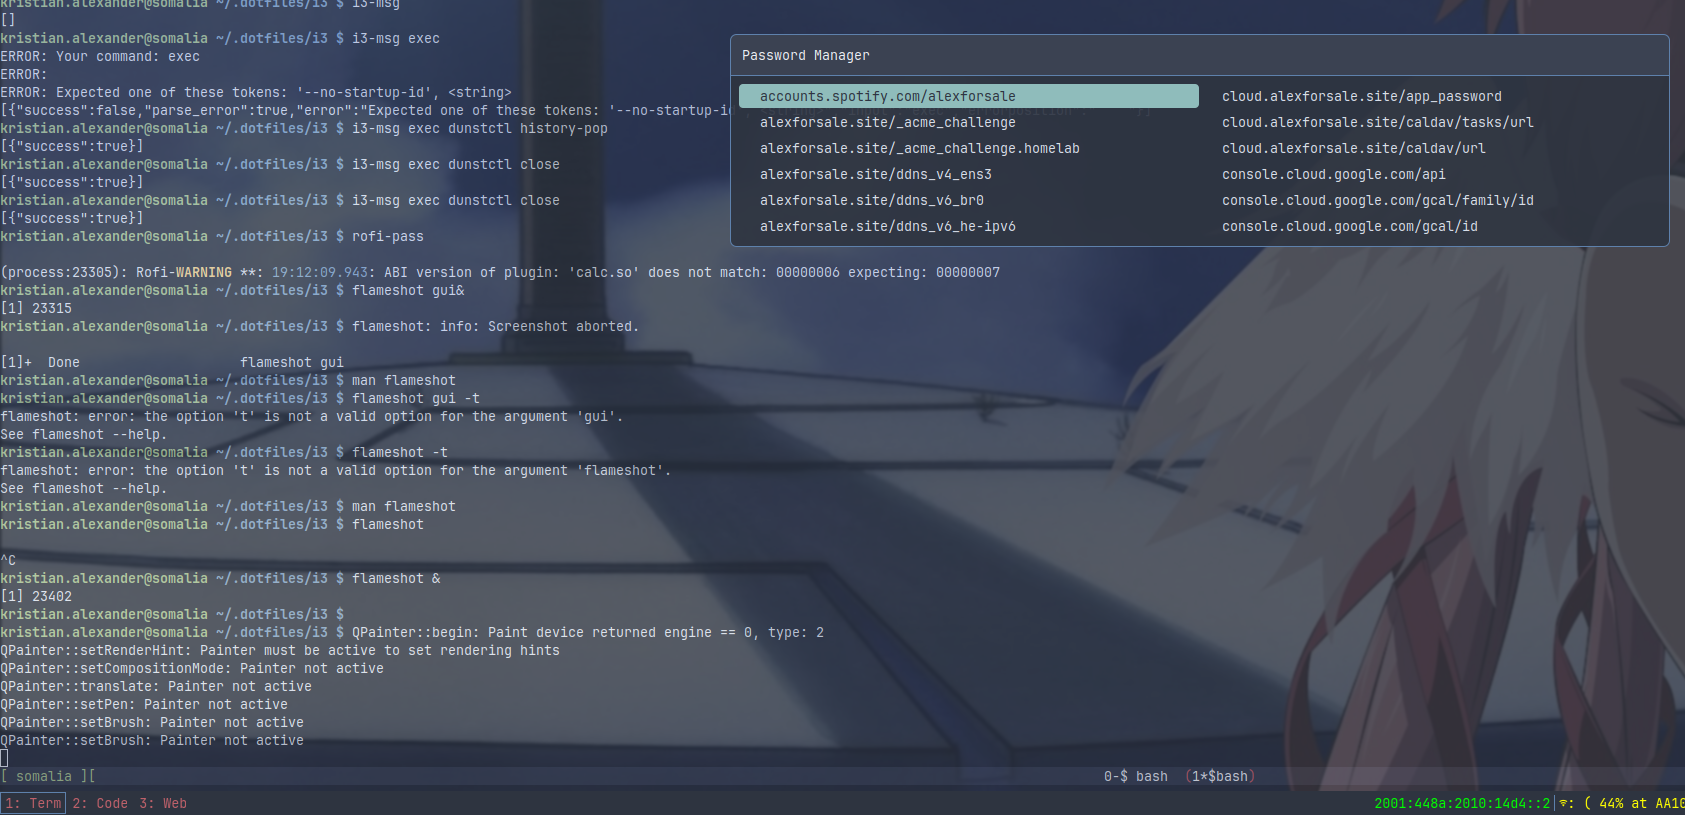 kristian.alexander@somalia ~/.dotfiles/i3 $ i3-msg
[]
kristian.alexander@somalia ~/.dotfiles/i3 $ i3-msg exec
ERROR: Your command: exec
ERROR:
ERROR: Expected one of these tokens: '--no-startup-id', <string>
[{"success":false,"parse_error":true,"error":"Expected one of these tokens: '--no-startup-id'
kristian.alexander@somalia ~/.dotfiles/i3 $ i3-msg exec dunstctl history-pop
[{"success":true}]
kristian.alexander@somalia ~/.dotfiles/i3 $ i3-msg exec dunstctl close
[{"success":true}]
kristian.alexander@somalia ~/.dotfiles/i3 $ i3-msg exec dunstctl close
[{"success":true}]
kristian.alexander@somalia ~/.dotfiles/i3 $ rofi-pass
Password Manager
accounts.spotify.com/alexforsale
alexforsale.site/_acme_challenge
alexforsale.site/_acme_challenge.homelab
alexforsale.site/ddns_v4_ens3
alexforsale.site/ddns_v6_br0
alexforsale.site/ddns_v6_he-ipv6
cloud.alexforsale.site/app_password
cloud.alexforsale.site/caldav/tasks/url
cloud.alexforsale.site/caldav/url
console.cloud.google.com/api
console.cloud.google.com/gcal/family/id
console.cloud.google.com/gcal/id
(process:23305): Rofi-WARNING **: 19:12:09.943: ABI version of plugin: 'calc.so' does not match: 00000006 expecting: 00000007
kristian.alexander@somalia ~/.dotfiles/i3 $ flameshot gui&
[1] 23315
kristian.alexander@somalia ~/.dotfiles/i3 $ flameshot: info: Screenshot aborted.
[1]+  Done                    flameshot gui
kristian.alexander@somalia ~/.dotfiles/i3 $ man flameshot
kristian.alexander@somalia ~/.dotfiles/i3 $ flameshot gui -t
flameshot: error: the option 't' is not a valid option for the argument 'gui'.
See flameshot --help.
kristian.alexander@somalia ~/.dotfiles/i3 $ flameshot -t
flameshot: error: the option 't' is not a valid option for the argument 'flameshot'.
See flameshot --help.
kristian.alexander@somalia ~/.dotfiles/i3 $ man flameshot
kristian.alexander@somalia ~/.dotfiles/i3 $ flameshot
^C
kristian.alexander@somalia ~/.dotfiles/i3 $ flameshot &
[1] 23402
kristian.alexander@somalia ~/.dotfiles/i3 $
kristian.alexander@somalia ~/.dotfiles/i3 $ QPainter::begin: Paint device returned engine == 0, type: 2
QPainter::setRenderHint: Painter must be active to set rendering hints
QPainter::setCompositionMode: Painter not active
QPainter::translate: Painter not active
QPainter::setPen: Painter not active
QPainter::setBrush: Painter not active
QPainter::setBrush: Painter not active
[ somalia ][ 0-$ bash  (1*$bash)
1: Term 2: Code 3: Web 2001:448a:2010:14d4::2 : ( 44% at AA10